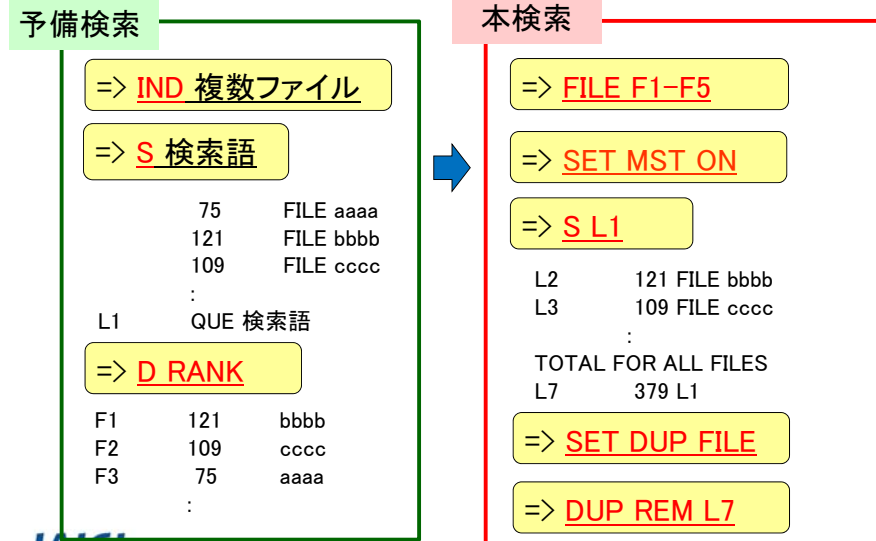 予備検索
=> IND 複数ファイル
=> S 検索語
75 FILE aaaa
121 FILE bbbb
109 FILE cccc
:
L1 QUE 検索語
=> D RANK
F1 121 bbbb
F2 109 cccc
F3 75 aaaa
:
本検索
=> FILE F1-F5
=> SET MST ON
=> S L1
L2 121 FILE bbbb
L3 109 FILE cccc
:
TOTAL FOR ALL FILES
L7 379 L1
=> SET DUP FILE
=> DUP REM L7